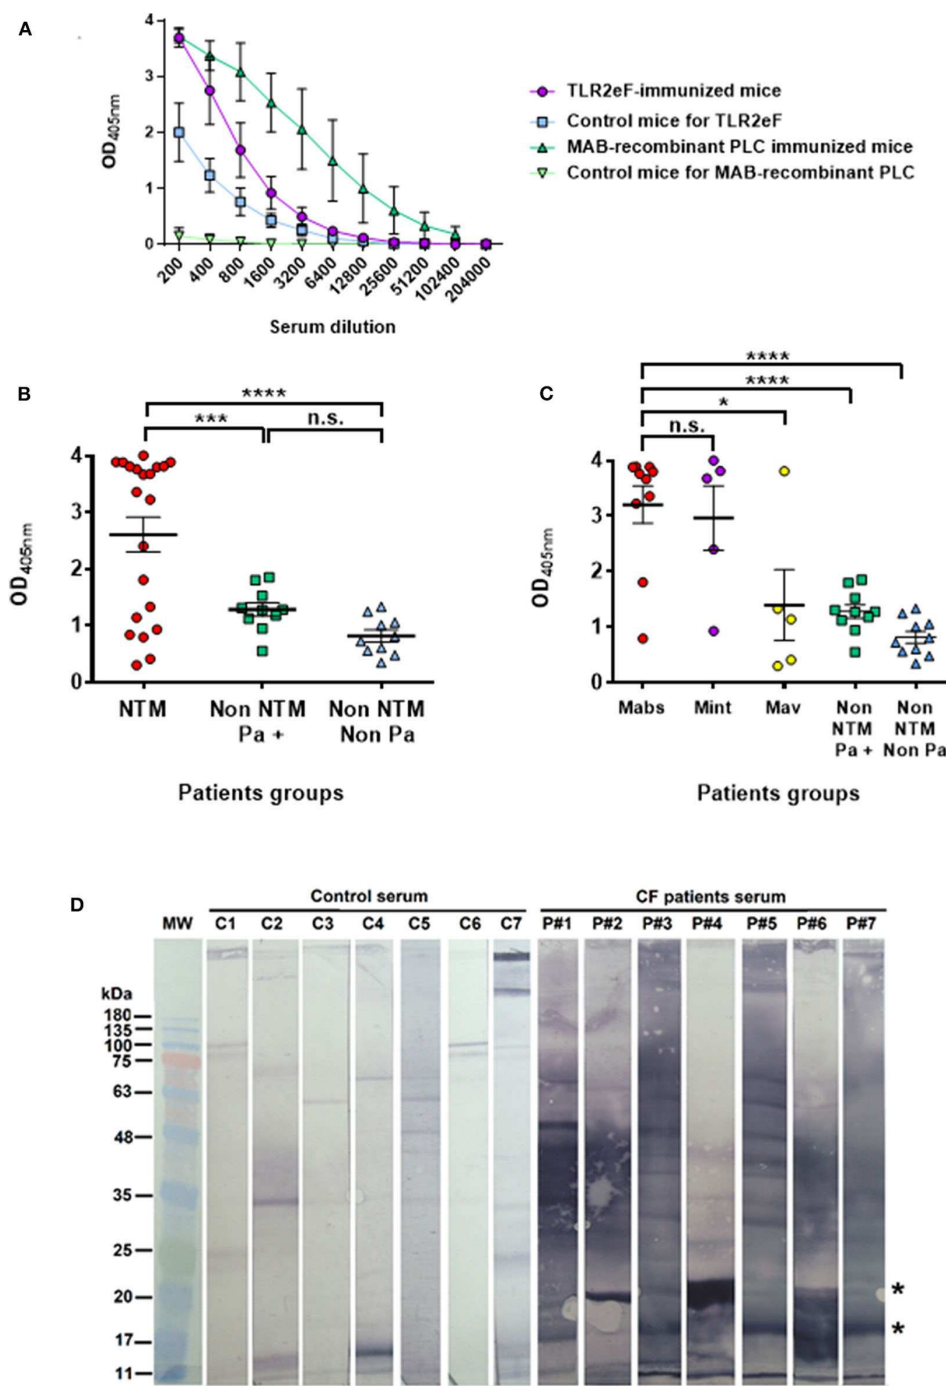 A
4
3
2
1
0
OD405nm
200
400
800
1600
3200
6400
12800
25600
51200
102400
204000
Serum dilution
TLR2eF-immunized mice
Control mice for TLR2eF
MAB-recombinant PLC immunized mice
Control mice for MAB-recombinant PLC
B
****
***
n.s.
4
3
2
1
0
OD405nm
NTM
Non NTM
Pa +
Non NTM
Non Pa
Patients groups
C
****
****
*
n.s.
4
3
2
1
0
OD405nm
Mabs
Mint
Mav
Non
NTM
Pa +
Non
NTM
Non Pa
Patients groups
D
Control serum
CF patients serum
MW C1 C2 C3 C4 C5 C6 C7 P#1 P#2 P#3 P#4 P#5 P#6 P#7
kDa
180
135
100
75
63
48
35
25
20
17
11
*
*